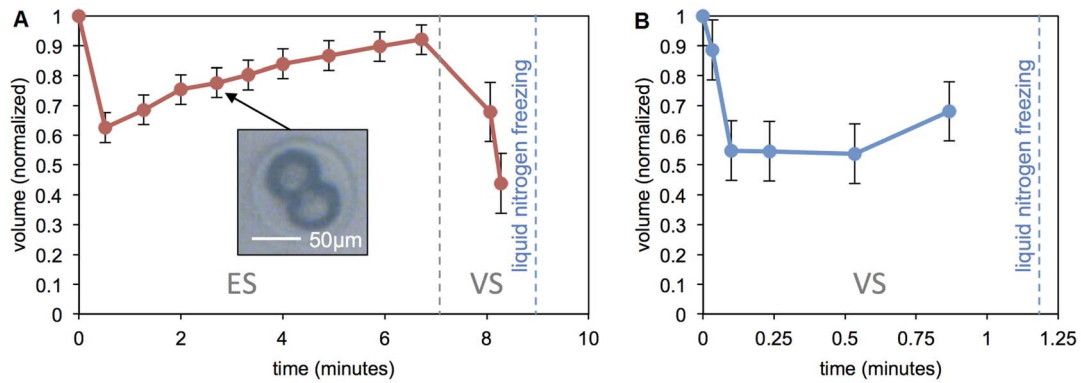 A
volume (normalized)
1
0.9
0.8
0.7
0.6
0.5
0.4
0.3
0.2
0.1
0
50µm
ES
VS
liquid nitrogen freezing
0
2
4
6
8
10
time (minutes)
B
volume (normalized)
1
0.9
0.8
0.7
0.6
0.5
0.4
0.3
0.2
0.1
0
VS
liquid nitrogen freezing
0
0.25
0.5
0.75
1
1.25
time (minutes)